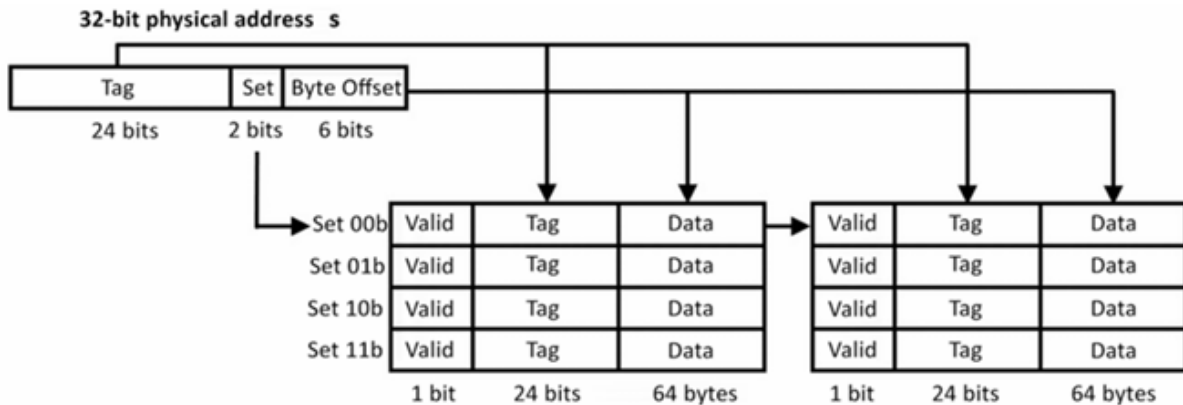 32-bit physical address s
Tag Set Byte Offset
24 bits 2 bits 6 bits
Set 00b Valid Tag Data Valid Tag Data
Set 01b Valid Tag Data Valid Tag Data
Set 10b Valid Tag Data Valid Tag Data
Set 11b Valid Tag Data Valid Tag Data
1 bit 24 bits 64 bytes 1 bit 24 bits 64 bytes